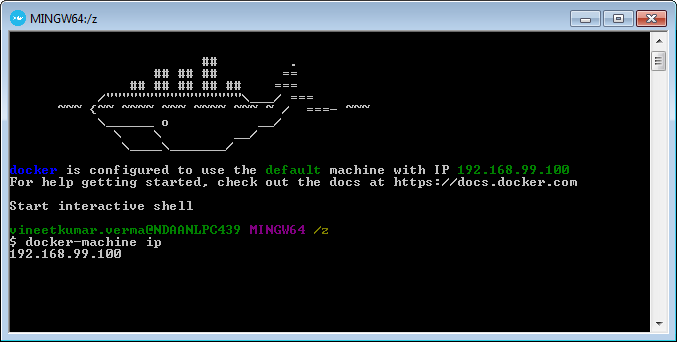 MINGW64:/z
                        ##         .
                  ## ## ##        ==
               ## ## ## ## ##    ===
           /"""""""""""""""""\___/ ===
      ~~~ {~~ ~~~~ ~~~ ~~~~ ~~~ ~ /  ===- ~~~
           \______ o           __/
             \    \         __/
              \____\_______/
docker is configured to use the default machine with IP 192.168.99.100
For help getting started, check out the docs at https://docs.docker.com
Start interactive shell
vineetkumar.verma@NDAANLPC439 MINGW64 /z
$ docker-machine ip
192.168.99.100